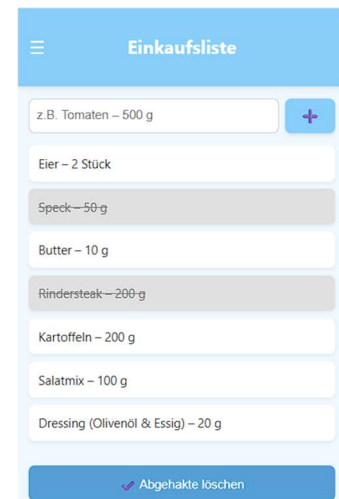 Einkaufsliste
z.B. Tomaten – 500 g
Eier – 2 Stück
Speck – 50 g
Butter – 10 g
Rindersteak – 200 g
Kartoffeln – 200 g
Salatmix – 100 g
Dressing (Olivenöl & Essig) – 20 g
Abgehakte löschen